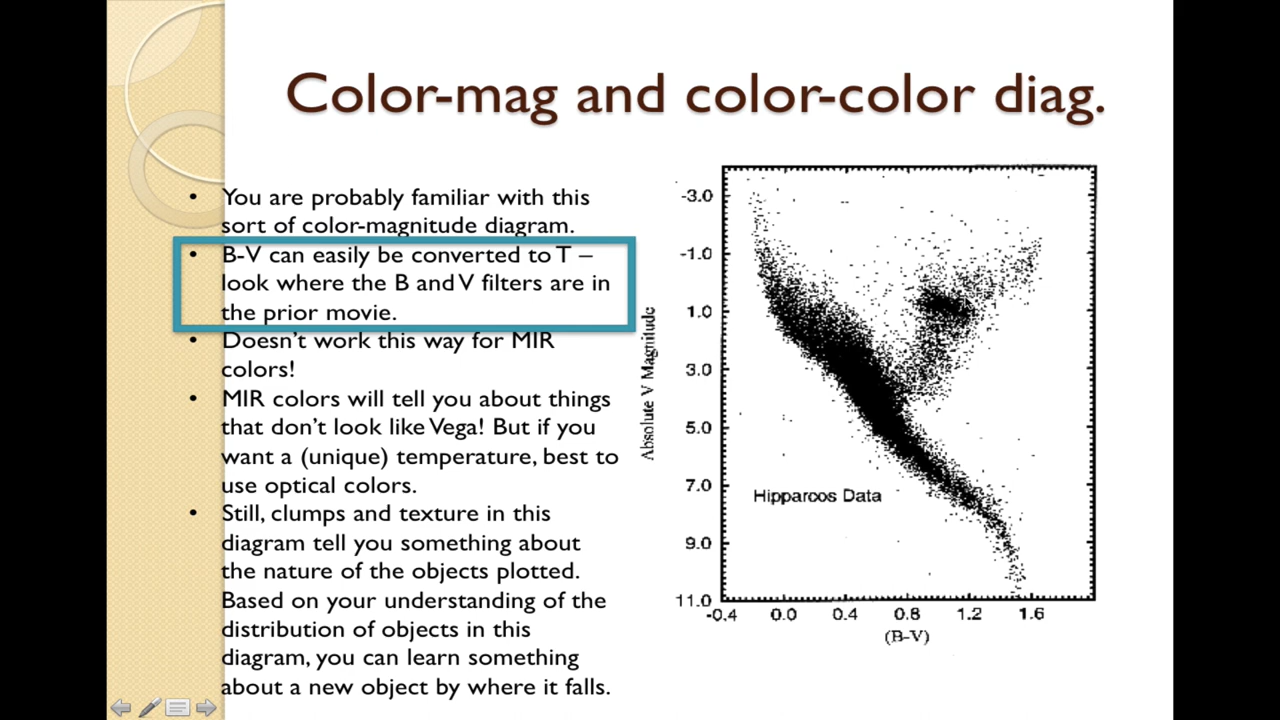 Color-mag and color-color diag.
• You are probably familiar with this
sort of color-magnitude diagram.
• B-V can easily be converted to T –
look where the B and V filters are in
the prior movie.
• Doesn't work this way for MIR
colors!
• MIR colors will tell you about things
that don't look like Vega! But if you
want a (unique) temperature, best to
use optical colors.
• Still, clumps and texture in this
diagram tell you something about
the nature of the objects plotted.
Based on your understanding of the
distribution of objects in this
diagram, you can learn something
about a new object by where it falls.
Absolute V Magnitude
-3.0
-1.0
1.0
3.0
5.0
7.0
9.0
11.0
Hipparcos Data
-0.4 0.0 0.4 0.8 1.2 1.6
(B-V)